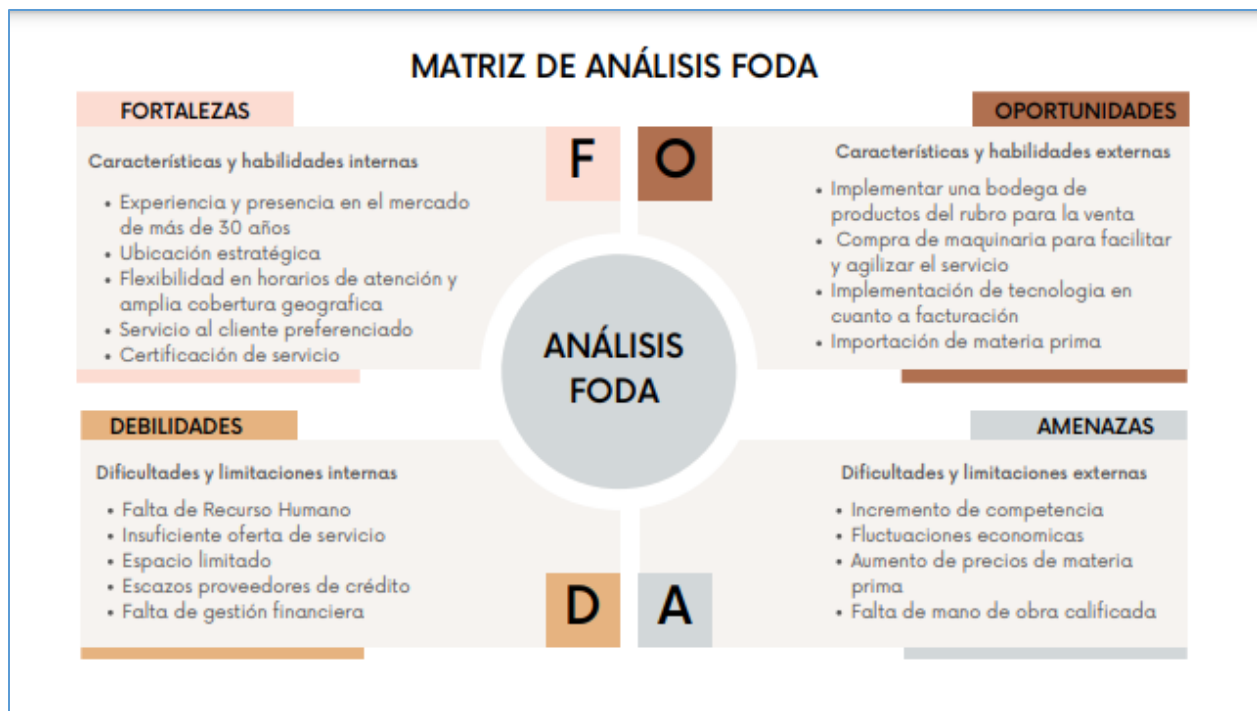 MATRIZ DE ANÁLISIS FODA
FORTALEZAS
Características y habilidades internas
• Experiencia y presencia en el mercado
de más de 30 años
• Ubicación estratégica
• Flexibilidad en horarios de atención y
amplia cobertura geografica
• Servicio al cliente preferenciado
• Certificación de servicio
F
O
OPORTUNIDADES
Características y habilidades externas
• Implementar una bodega de
productos del rubro para la venta
• Compra de maquinaria para facilitar
y agilizar el servicio
• Implementación de tecnologia en
cuanto a facturación
• Importación de materia prima
ANÁLISIS
FODA
DEBILIDADES
Dificultades y limitaciones internas
• Falta de Recurso Humano
• Insuficiente oferta de servicio
• Espacio limitado
• Escazos proveedores de crédito
• Falta de gestión financiera
D
A
AMENAZAS
Dificultades y limitaciones externas
• Incremento de competencia
• Fluctuaciones economicas
• Aumento de precios de materia
prima
• Falta de mano de obra calificada